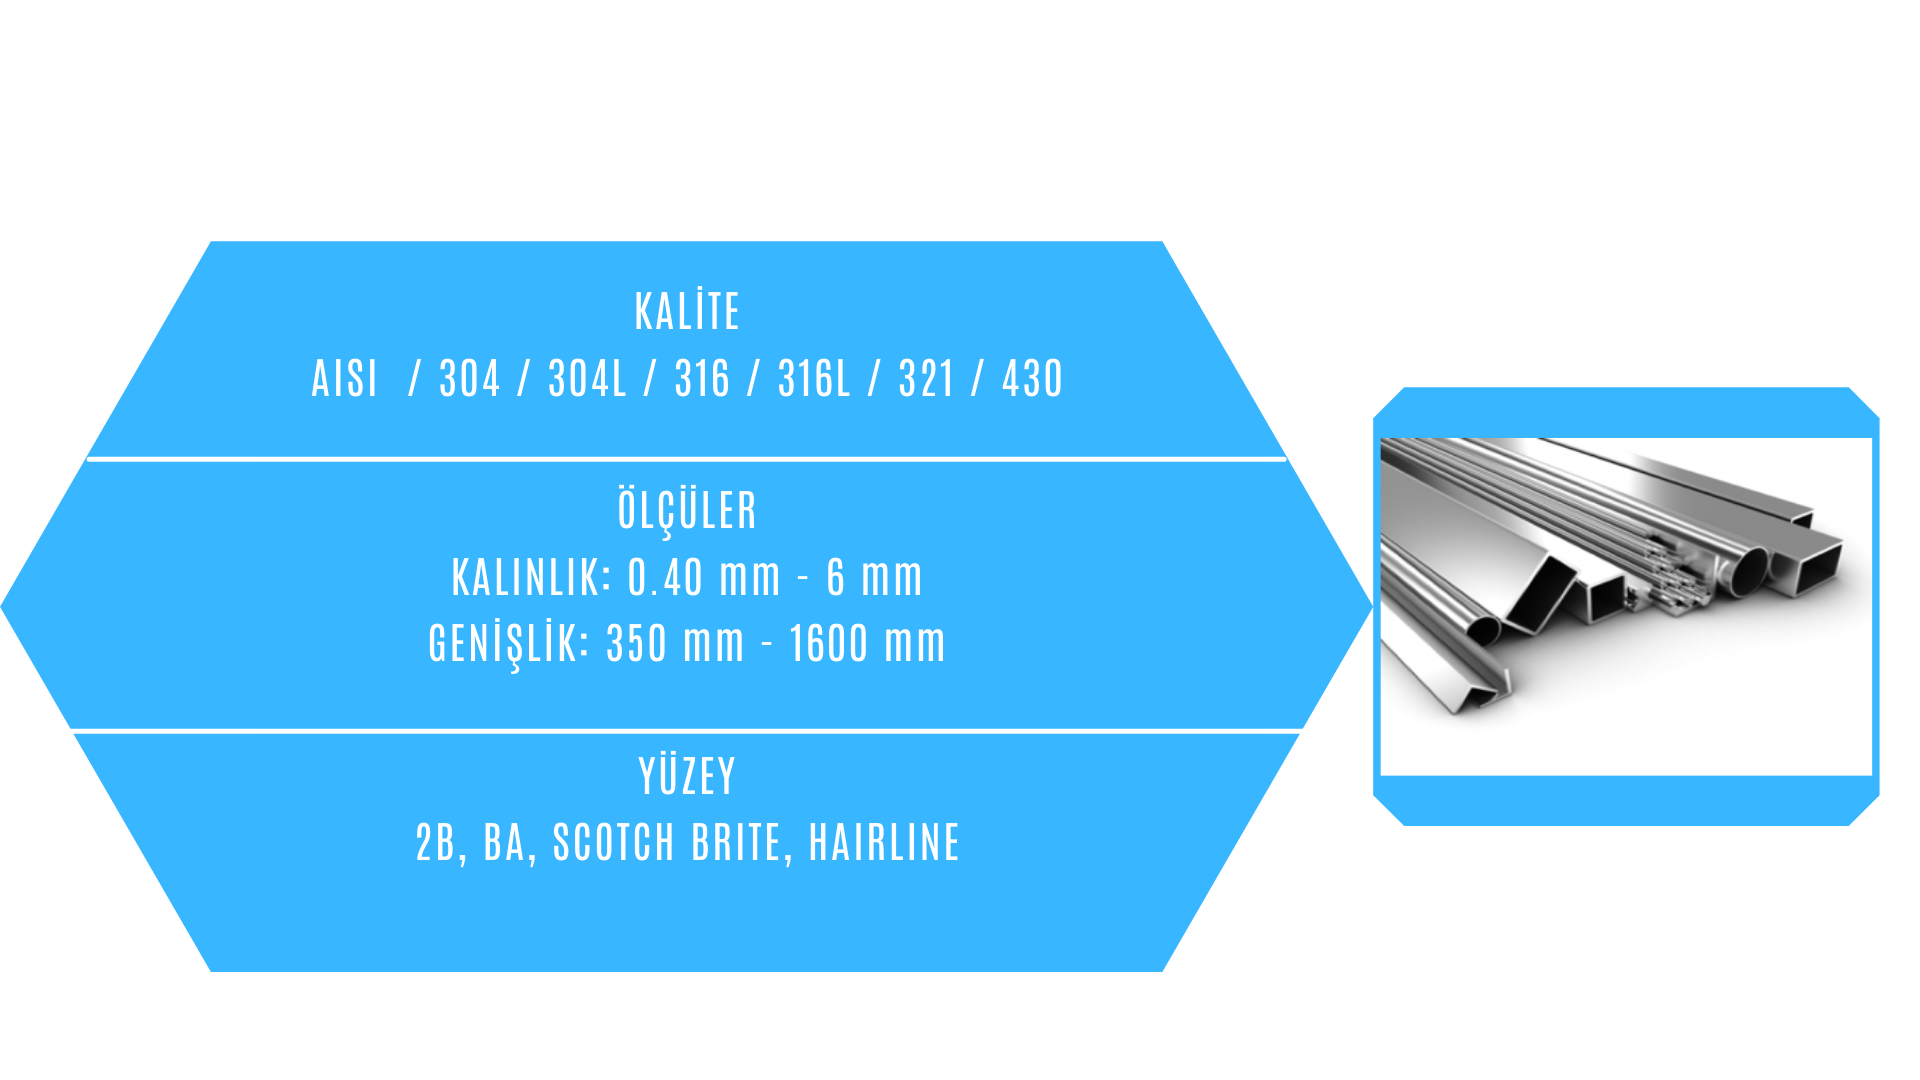 KALİTE
AISI / 304 / 304L / 316 / 316L / 321 / 430
ÖLÇÜLER
KALINLIK: 0.40 mm - 6 mm
GENİŞLİK: 350 mm - 1600 mm
YÜZEY
2B, BA, SCOTCH BRITE, HAIRLINE